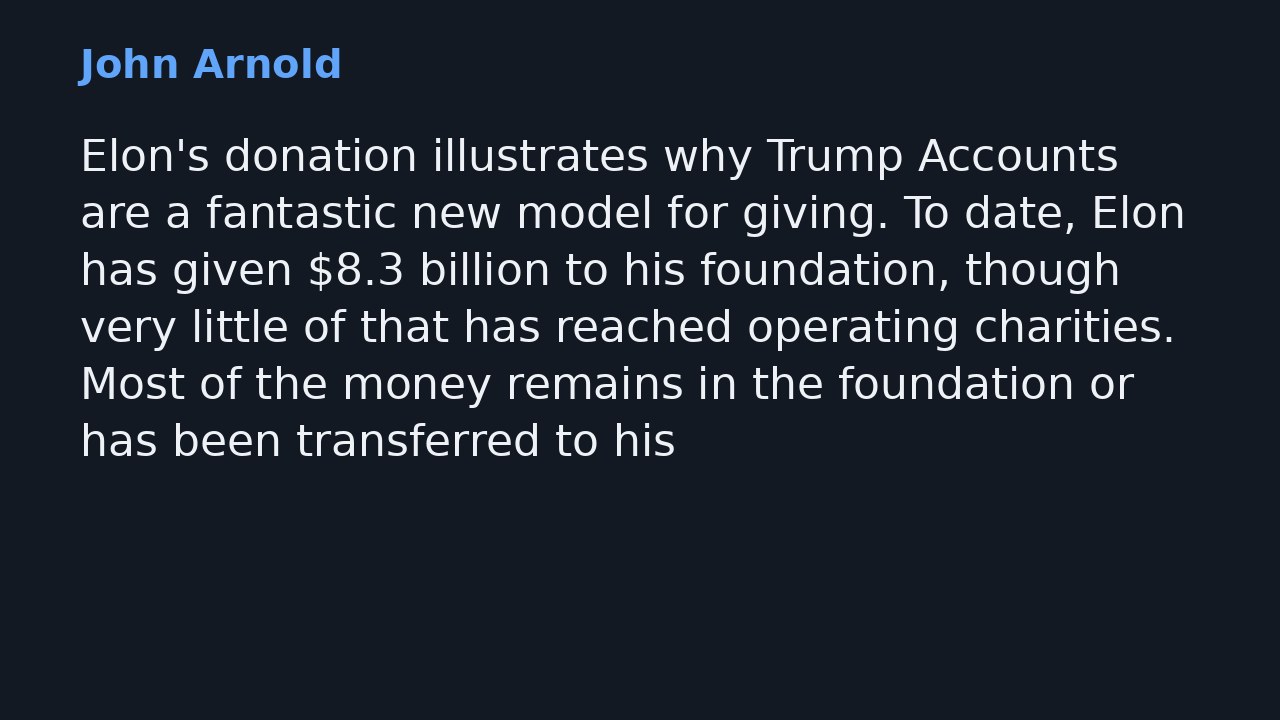 John Arnold
Elon's donation illustrates why Trump Accounts
are a fantastic new model for giving. To date, Elon
has given $8.3 billion to his foundation, though
very little of that has reached operating charities.
Most of the money remains in the foundation or
has been transferred to his